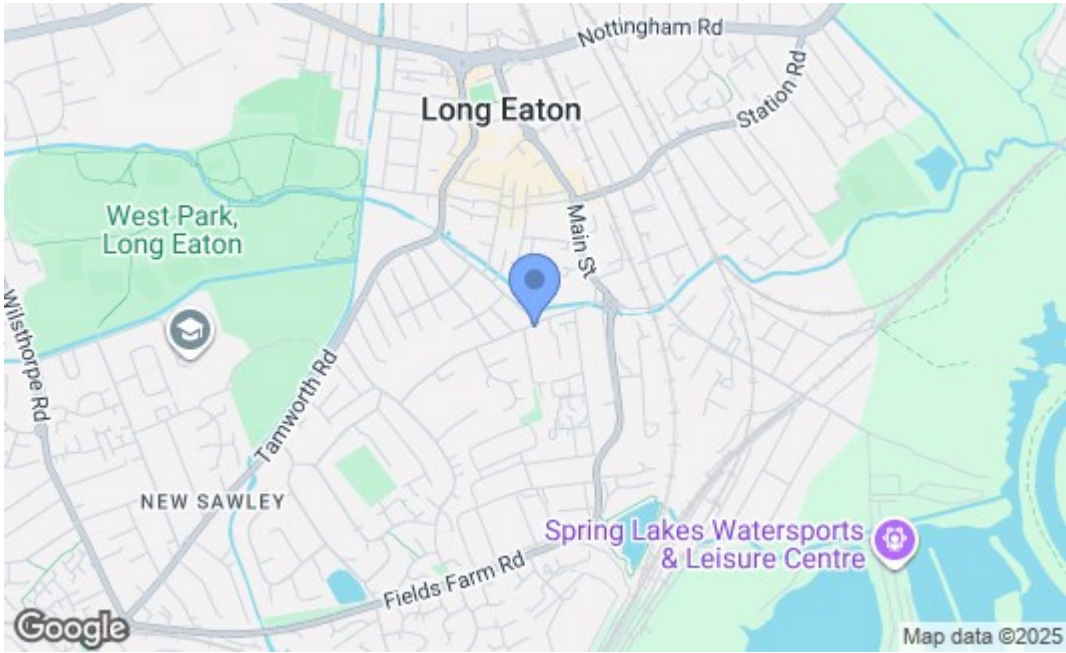 Nottingham Rd
Station Rd
Long Eaton
West Park,
Long Eaton
Main St
Wilsthorpe Rd
Tamworth Rd
NEW SAWLEY
Spring Lakes Watersports
& Leisure Centre
Fields Farm Rd
Google
Map data ©2025